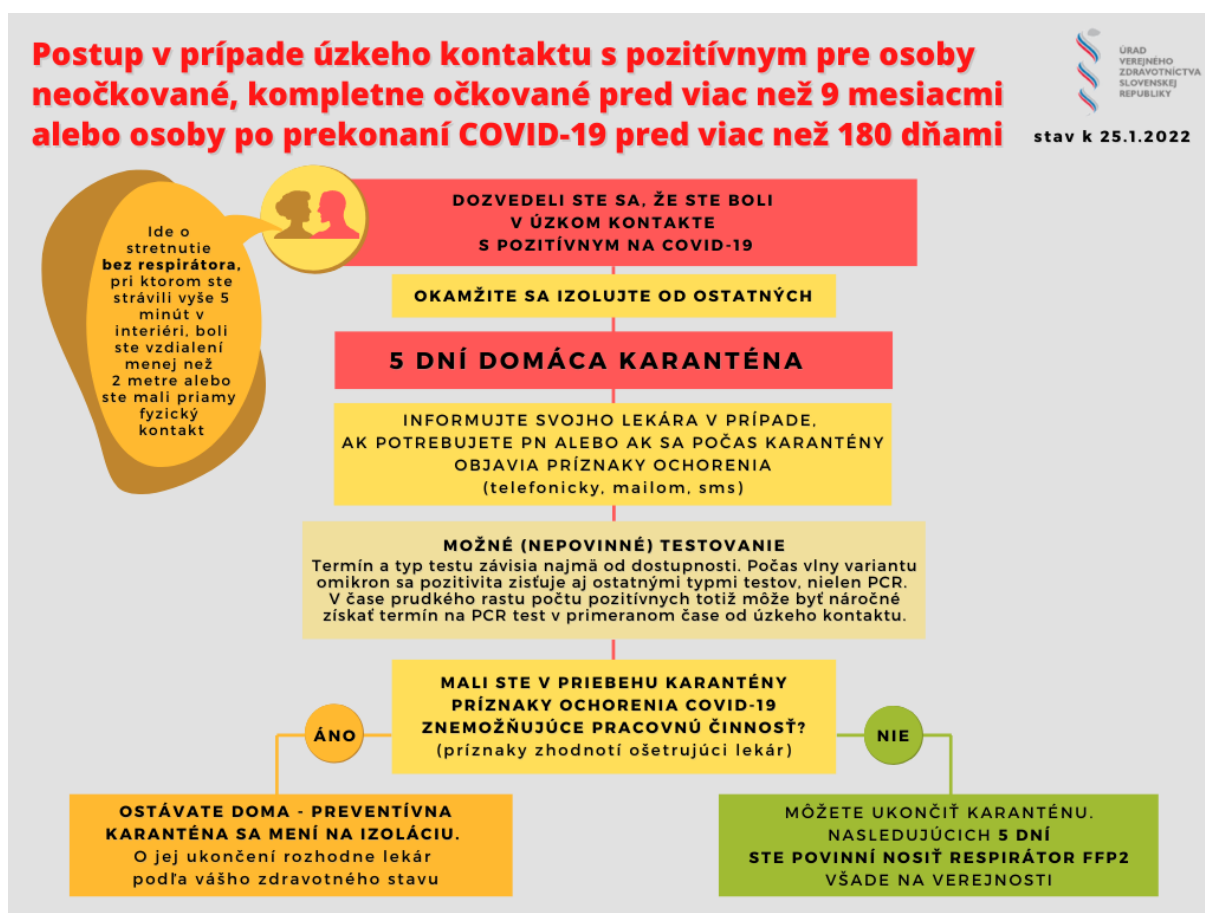 Postup v prípade úzkeho kontaktu s pozitívnym pre osoby
neočkované, kompletne očkované pred viac než 9 mesiacmi
alebo osoby po prekonaní COVID-19 pred viac než 180 dňami
ÚRAD
VEREJNÉHO
ZDRAVOTNÍCTVA
SLOVENSKEJ
REPUBLIKY
stav k 25.1.2022
Ide o
stretnutie
bez respirátora,
pri ktorom ste
strávili vyše 5
minút v
interiéri, boli
ste vzdialení
menej než
2 metre alebo
ste mali priamy
fyzický
kontakt
DOZVEDELI STE SA, ŽE STE BOLI
V ÚZKOM KONTAKTE
S POZITÍVNYM NA COVID-19
OKAMŽITE SA IZOLUJTE OD OSTATNÝCH
5 DNÍ DOMÁCA KARANTÉNA
INFORMUJTE SVOJHO LEKÁRA V PRÍPADE,
AK POTREBUJETE PN ALEBO AK SA POČAS KARANTÉNY
OBJAVIA PRÍZNAKY OCHORENIA
(telefonicky, mailom, sms)
MOŽNÉ (NEPOVINNÉ) TESTOVANIE
Termín a typ testu závisia najmä od dostupnosti. Počas vlny variantu
omikron sa pozitivita zisťuje aj ostatnými typmi testov, nielen PCR.
V čase prudkého rastu počtu pozitívnych totiž môže byť náročné
získať termín na PCR test v primeranom čase od úzkeho kontaktu.
MALI STE V PRIEBEHU KARANTÉNY
PRÍZNAKY OCHORENIA COVID-19
ZNEMOŽŇUJÚCE PRACOVNÚ ČINNOSŤ?
(príznaky zhodnotí ošetrujúci lekár)
ÁNO
NIE
OSTÁVATE DOMA - PREVENTÍVNA
KARANTÉNA SA MENÍ NA IZOLÁCIU.
O jej ukončení rozhodne lekár
podľa vášho zdravotného stavu
MÔŽETE UKONČIŤ KARANTÉNU.
NASLEDUJÚCICH 5 DNÍ
STE POVINNÍ NOSIŤ RESPIRÁTOR FFP2
VŠADE NA VEREJNOSTI